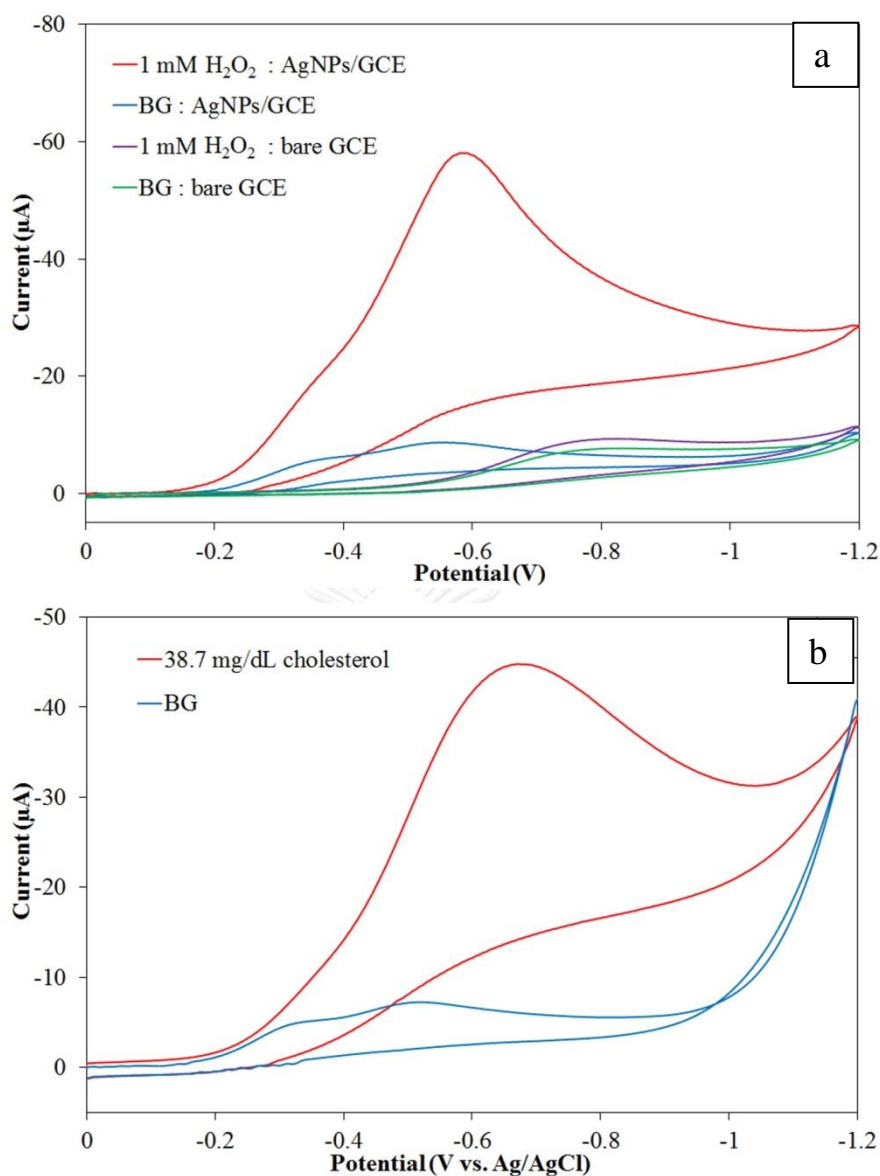 -80
a
1 mM H₂O₂ : AgNPs/GCE
BG : AgNPs/GCE
1 mM H₂O₂ : bare GCE
BG : bare GCE
-60
-40
-20
0
Current (µA)
0 -0.2 -0.4 -0.6 -0.8 -1 -1.2
Potential (V)
-50
b
38.7 mg/dL cholesterol
BG
-40
-30
-20
-10
0
Current (µA)
0 -0.2 -0.4 -0.6 -0.8 -1 -1.2
Potential (V vs. Ag/AgCl)